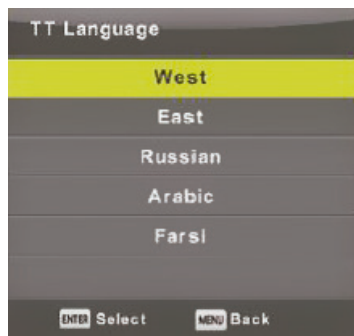 TT Language
West
East
Russian
Arabic
Farsi
ENTER Select MENU Back